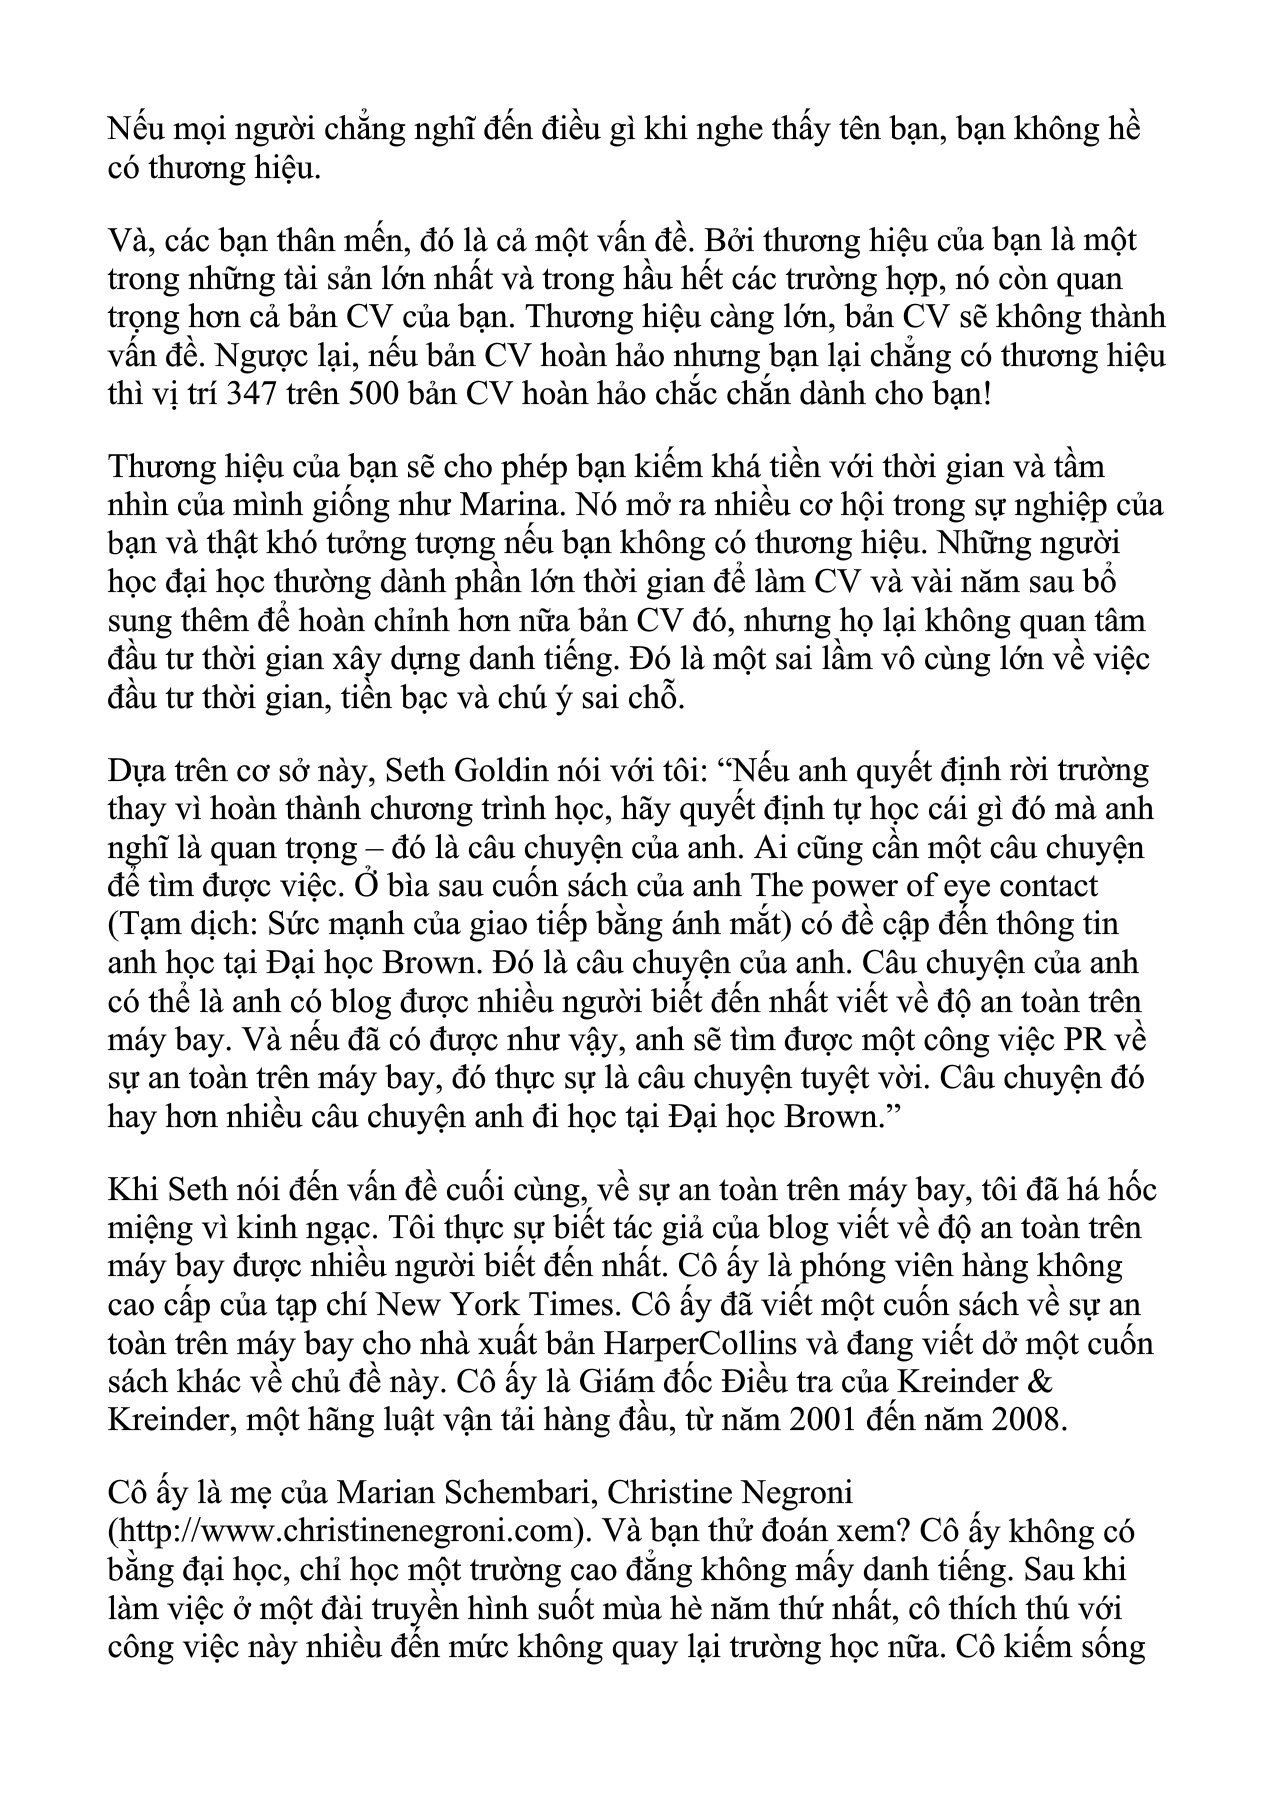 Nếu mọi người chẳng nghĩ đến điều gì khi nghe thấy tên bạn, bạn không hề
có thương hiệu.
Và, các bạn thân mến, đó là cả một vấn đề. Bởi thương hiệu của bạn là một
trong những tài sản lớn nhất và trong hầu hết các trường hợp, nó còn quan
trọng hơn cả bản CV của bạn. Thương hiệu càng lớn, bản CV sẽ không thành
vấn đề. Ngược lại, nếu bản CV hoàn hảo nhưng bạn lại chẳng có thương hiệu
thì vị trí 347 trên 500 bản CV hoàn hảo chắc chắn dành cho bạn!
Thương hiệu của bạn sẽ cho phép bạn kiếm khá tiền với thời gian và tầm
nhìn của mình giống như Marina. Nó mở ra nhiều cơ hội trong sự nghiệp của
bạn và thật khó tưởng tượng nếu bạn không có thương hiệu. Những người
học đại học thường dành phần lớn thời gian để làm CV và vài năm sau bổ
sung thêm để hoàn chỉnh hơn nữa bản CV đó, nhưng họ lại không quan tâm
đầu tư thời gian xây dựng danh tiếng. Đó là một sai lầm vô cùng lớn về việc
đầu tư thời gian, tiền bạc và chú ý sai chỗ.
Dựa trên cơ sở này, Seth Goldin nói với tôi: “Nếu anh quyết định rời trường
thay vì hoàn thành chương trình học, hãy quyết định tự học cái gì đó mà anh
nghĩ là quan trọng – đó là câu chuyện của anh. Ai cũng cần một câu chuyện
để tìm được việc. Ở bìa sau cuốn sách của anh The power of eye contact
(Tạm dịch: Sức mạnh của giao tiếp bằng ánh mắt) có đề cập đến thông tin
anh học tại Đại học Brown. Đó là câu chuyện của anh. Câu chuyện của anh
có thể là anh có blog được nhiều người biết đến nhất viết về độ an toàn trên
máy bay. Và nếu đã có được như vậy, anh sẽ tìm được một công việc PR về
sự an toàn trên máy bay, đó thực sự là câu chuyện tuyệt vời. Câu chuyện đó
hay hơn nhiều câu chuyện anh đi học tại Đại học Brown.”
Khi Seth nói đến vấn đề cuối cùng, về sự an toàn trên máy bay, tôi đã há hốc
miệng vì kinh ngạc. Tôi thực sự biết tác giả của blog viết về độ an toàn trên
máy bay được nhiều người biết đến nhất. Cô ấy là phóng viên hàng không
cao cấp của tạp chí New York Times. Cô ấy đã viết một cuốn sách về sự an
toàn trên máy bay cho nhà xuất bản HarperCollins và đang viết dở một cuốn
sách khác về chủ đề này. Cô ấy là Giám đốc Điều tra của Kreinder &
Kreinder, một hãng luật vận tải hàng đầu, từ năm 2001 đến năm 2008.
Cô ấy là mẹ của Marian Schembari, Christine Negroni
(http://www.christinenegroni.com). Và bạn thử đoán xem? Cô ấy không có
bằng đại học, chỉ học một trường cao đẳng không mấy danh tiếng. Sau khi
làm việc ở một đài truyền hình suốt mùa hè năm thứ nhất, cô thích thú với
công việc này nhiều đến mức không quay lại trường học nữa. Cô kiếm sống